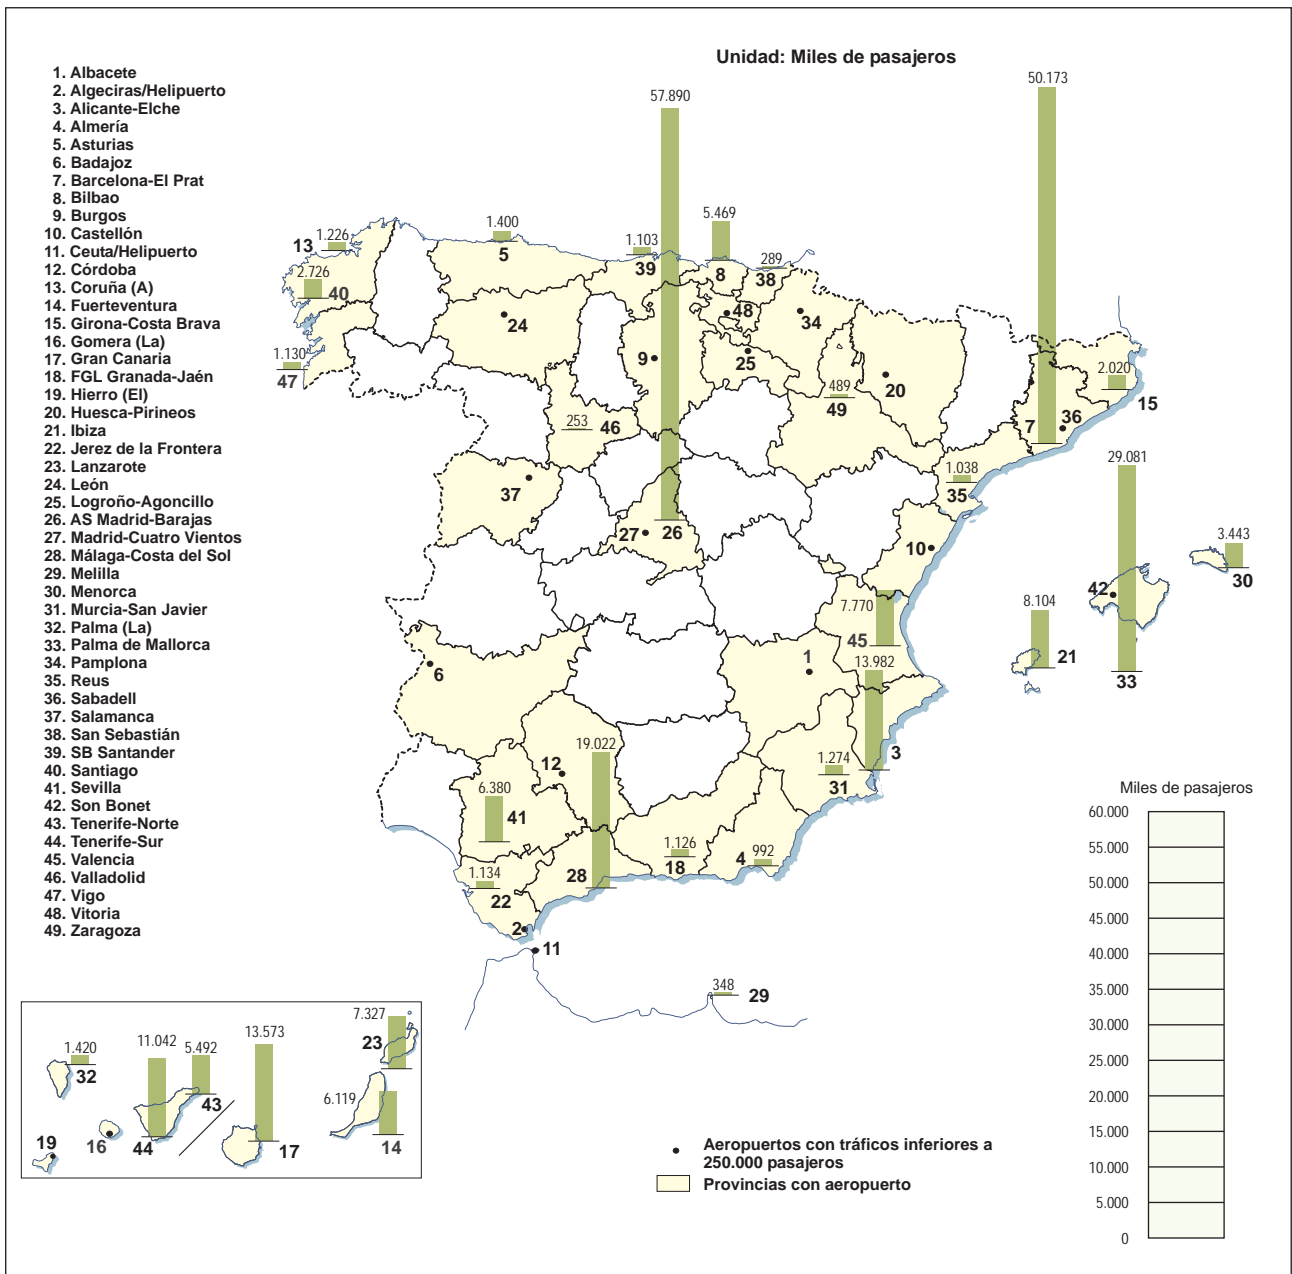 Unidad: Miles de pasajeros
1. Albacete
2. Algeciras/Helipuerto
3. Alicante-Elche
4. Almería
5. Asturias
6. Badajoz
7. Barcelona-El Prat
8. Bilbao
9. Burgos
10. Castellón
11. Ceuta/Helipuerto
12. Córdoba
13. Coruña (A)
14. Fuerteventura
15. Girona-Costa Brava
16. Gomera (La)
17. Gran Canaria
18. FGL Granada-Jaén
19. Hierro (El)
20. Huesca-Pirineos
21. Ibiza
22. Jerez de la Frontera
23. Lanzarote
24. León
25. Logroño-Agoncillo
26. AS Madrid-Barajas
27. Madrid-Cuatro Vientos
28. Málaga-Costa del Sol
29. Melilla
30. Menorca
31. Murcia-San Javier
32. Palma (La)
33. Palma de Mallorca
34. Pamplona
35. Reus
36. Sabadell
37. Salamanca
38. San Sebastián
39. SB Santander
40. Santiago
41. Sevilla
42. Son Bonet
43. Tenerife-Norte
44. Tenerife-Sur
45. Valencia
46. Valladolid
47. Vigo
48. Vitoria
49. Zaragoza
50.173
57.890
5.469
1.400
1.226
13
1.103
5
39
8
289
38
2.726
40
24
48
34
1.130
47
9
25
20
489
49
2.020
15
253
46
7
36
29.081
1.038
35
37
26
27
10
3.443
30
42
7.770
45
8.104
21
33
1
13.982
6
3
19.022
12
1.274
31
6.380
41
1.126
18
992
4
28
1.134
22
2
11
348
29
7.327
23
1.420
32
11.042
5.492
13.573
6.119
43
19
16
44
17
14
Aeropuertos con tráficos inferiores a
250.000 pasajeros
Provincias con aeropuerto
Miles de pasajeros
60.000
55.000
50.000
45.000
40.000
35.000
30.000
25.000
20.000
15.000
10.000
5.000
0